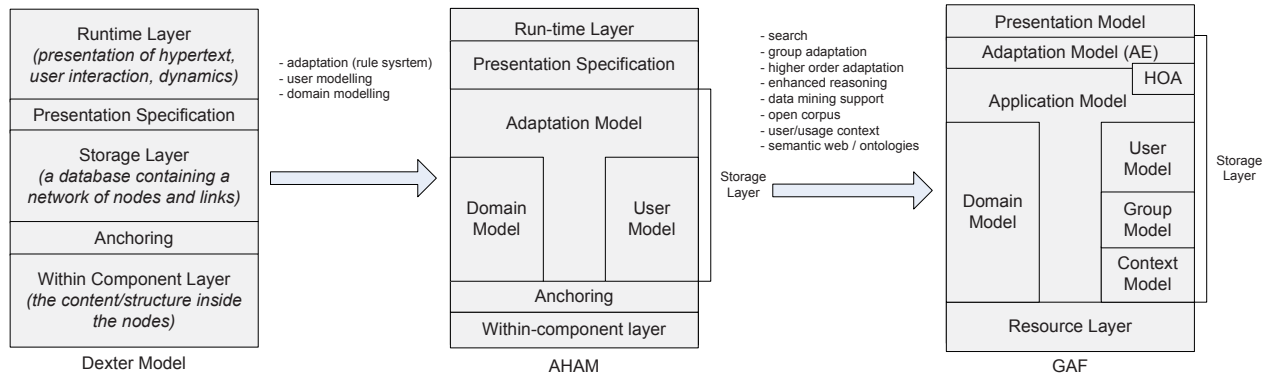 Runtime Layer
(presentation of hypertext,
user interaction, dynamics)
Presentation Specification
Storage Layer
(a database containing a
network of nodes and links)
Anchoring
Within Component Layer
(the content/structure inside
the nodes)
Dexter Model
- adaptation (rule sysrtem)
- user modelling
- domain modelling
Run-time Layer
Presentation Specification
Adaptation Model
Domain
Model
User
Model
Anchoring
Within-component layer
Storage
Layer
AHAM
- search
- group adaptation
- higher order adaptation
- enhanced reasoning
- data mining support
- open corpus
- user/usage context
- semantic web / ontologies
Presentation Model
Adaptation Model (AE)
HOA
Application Model
Domain
Model
User
Model
Group
Model
Context
Model
Resource Layer
Storage
Layer
GAF